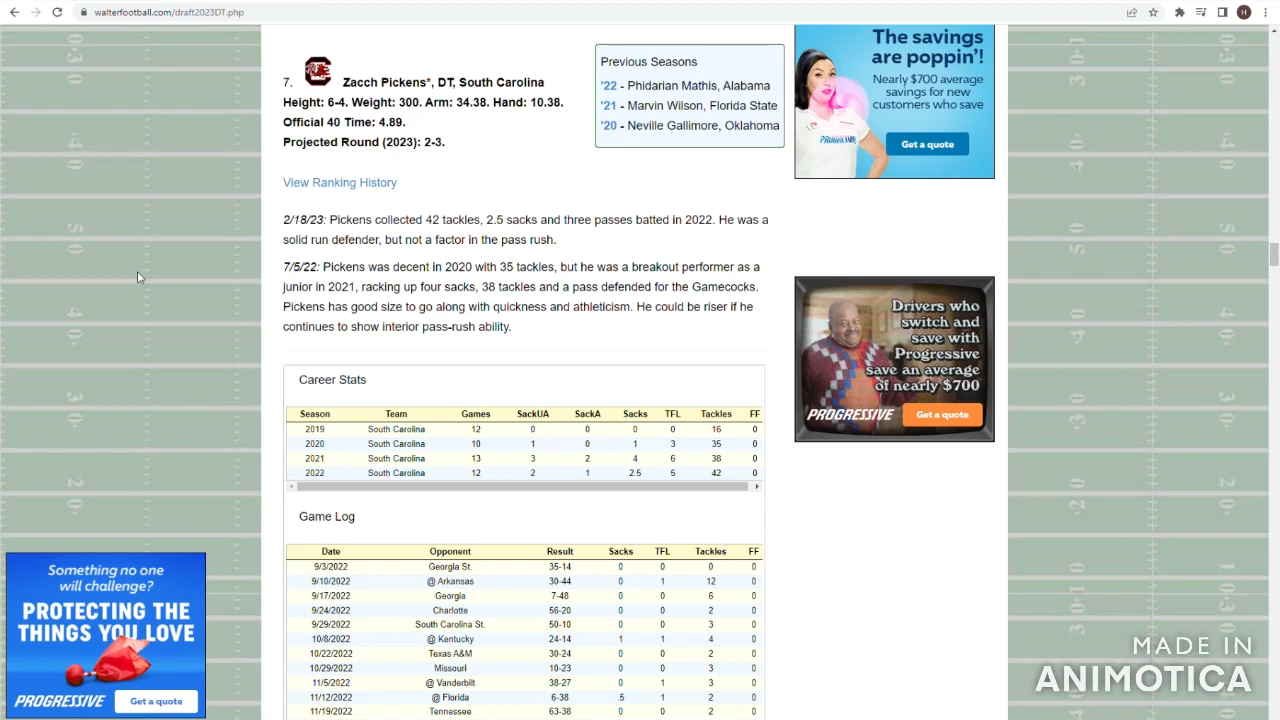 walterfootball.com/draft2023DT.php
H
7. Zacch Pickens*, DT, South Carolina
Height: 6-4. Weight: 300. Arm: 34.38. Hand: 10.38.
Official 40 Time: 4.89.
Projected Round (2023): 2-3.
Previous Seasons
'22 - Phidarian Mathis, Alabama
'21 - Marvin Wilson, Florida State
'20 - Neville Gallimore, Oklahoma
View Ranking History
2/18/23: Pickens collected 42 tackles, 2.5 sacks and three passes batted in 2022. He was a
solid run defender, but not a factor in the pass rush.
7/5/22: Pickens was decent in 2020 with 35 tackles, but he was a breakout performer as a
junior in 2021, racking up four sacks, 38 tackles and a pass defended for the Gamecocks.
Pickens has good size to go along with quickness and athleticism. He could be riser if he
continues to show interior pass-rush ability.
Career Stats
Season Team Games SackUA SackA Sacks TFL Tackles FF
2019 South Carolina 12 0 0 0 0 16 0
2020 South Carolina 10 1 0 1 3 35 0
2021 South Carolina 13 3 2 4 6 38 0
2022 South Carolina 12 2 1 2.5 5 42 0
Game Log
Date Opponent Result Sacks TFL Tackles FF
9/3/2022 Georgia St. 35-14 0 0 0 0
9/10/2022 @ Arkansas 30-44 0 1 12 0
9/17/2022 Georgia 7-48 0 0 6 0
9/24/2022 Charlotte 56-20 0 0 2 0
9/29/2022 South Carolina St. 50-10 0 0 3 0
10/8/2022 @ Kentucky 24-14 1 1 4 0
10/22/2022 Texas A&M 30-24 0 0 2 0
10/29/2022 Missouri 10-23 0 0 3 0
11/5/2022 @ Vanderbilt 38-27 0 1 3 0
11/12/2022 @ Florida 6-38 .5 1 2 0
11/19/2022 Tennessee 63-38 0 0 2 0
The savings
are poppin'!
Nearly $700 average
savings for new
customers who save
PROGRESSIVE
Get a quote
Drivers who
switch and
save with
Progressive
save an average
of nearly $700
PROGRESSIVE
Get a quote
Something no one
will challenge?
PROTECTING THE
THINGS YOU LOVE
PROGRESSIVE
Get a quote
MADE IN
ANIMOTICA